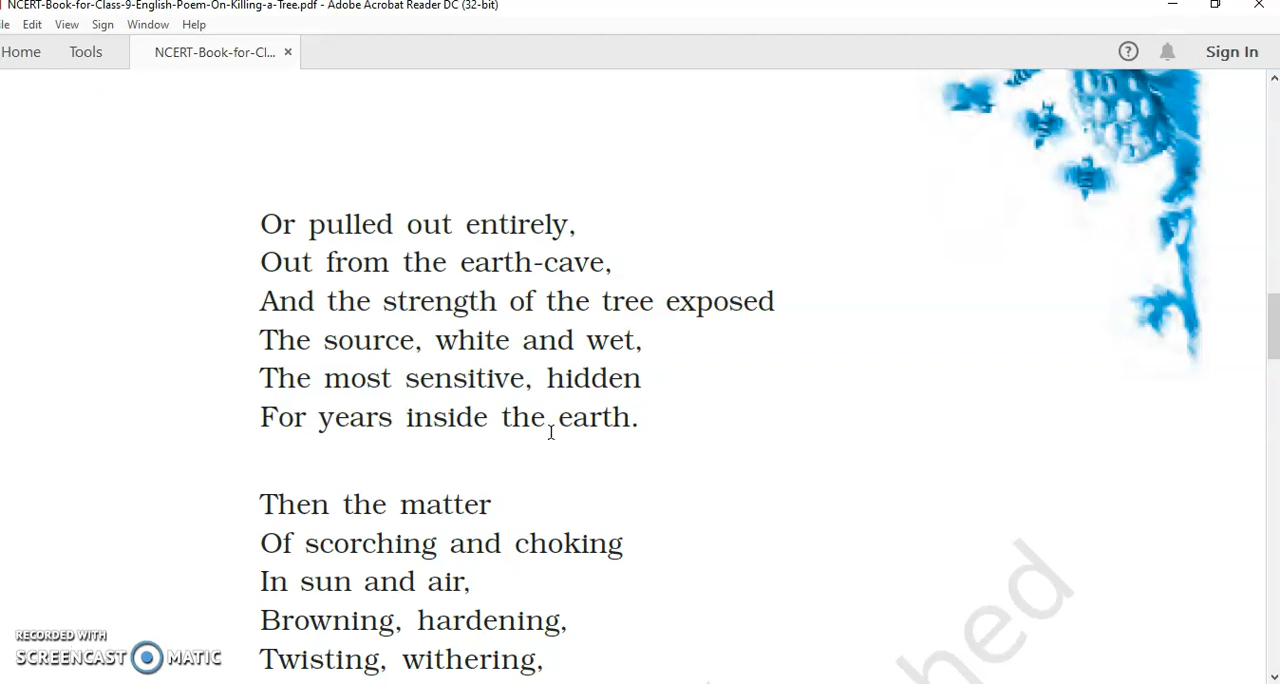 NCERT-Book-for-Class-9-English-Poem-On-Killing-a-Tree.pdf - Adobe Acrobat Reader DC (32-bit)
Edit View Sign Window Help
Home Tools NCERT-Book-for-Cl... × Sign In
Or pulled out entirely,
Out from the earth-cave,
And the strength of the tree exposed
The source, white and wet,
The most sensitive, hidden
For years inside the earth.
Then the matter
Of scorching and choking
In sun and air,
Browning, hardening,
Twisting, withering,
RECORDED WITH
SCREENCAST MATIC